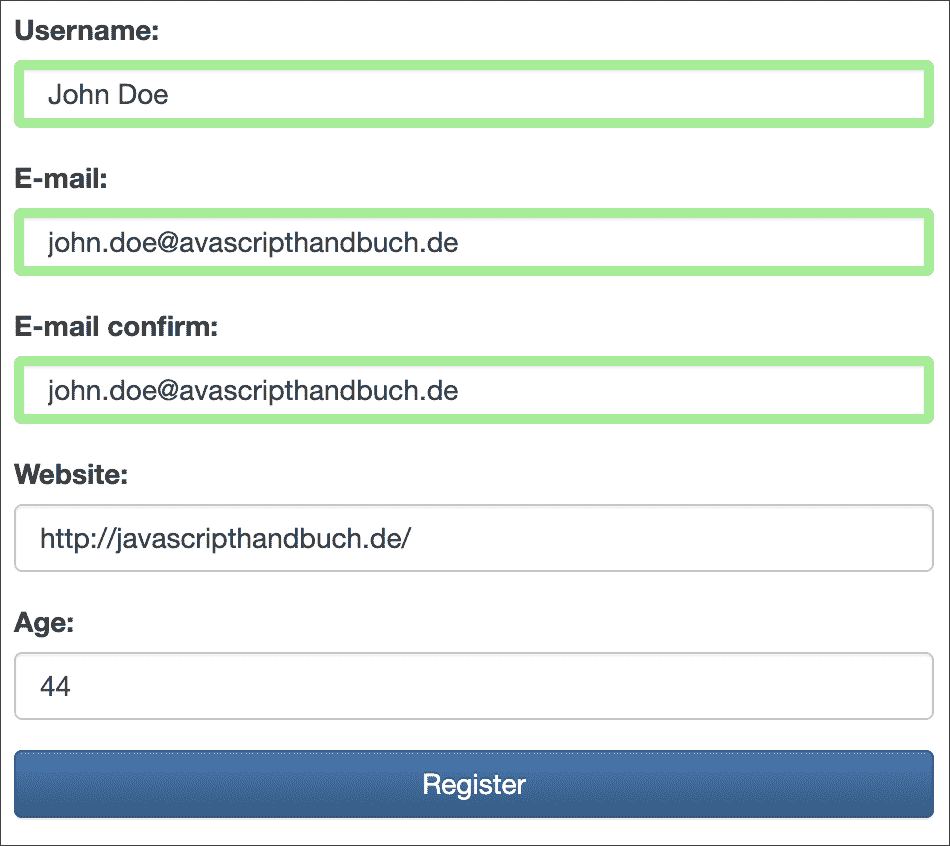 Username:
John Doe
E-mail:
john.doe@avascripthandbuch.de
E-mail confirm:
john.doe@avascripthandbuch.de
Website:
http://javascripthandbuch.de/
Age:
44
Register